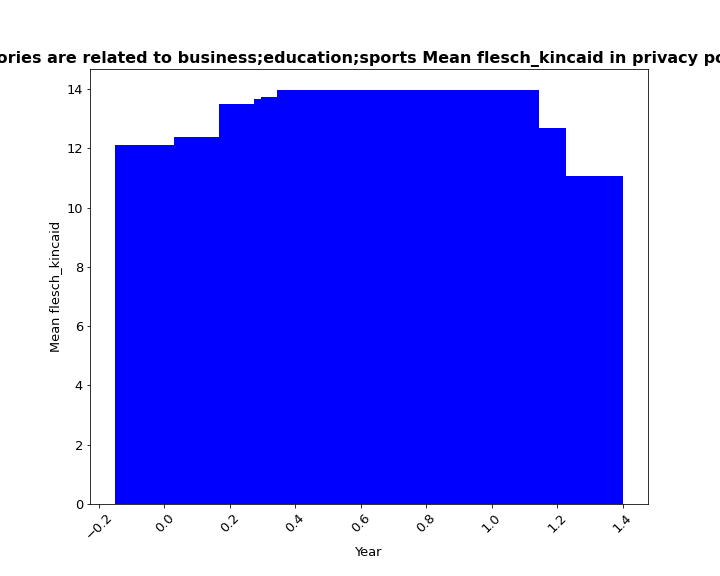 ories are related to business;education;sports Mean flesch_kincaid in privacy po
14
12
10
8
6
4
2
0
Mean flesch_kincaid
−0.2 0.0 0.2 0.4 0.6 0.8 1.0 1.2 1.4
Year